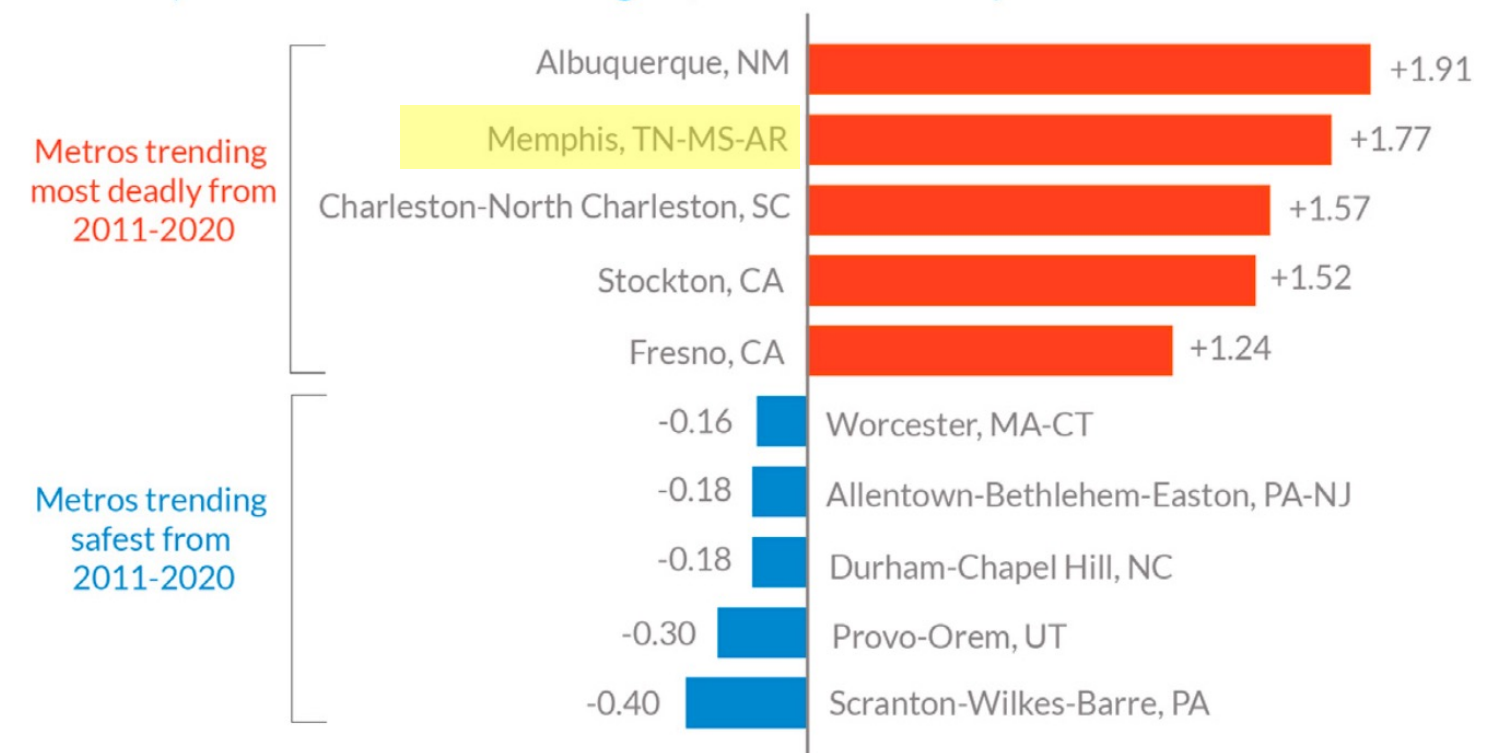 Albuquerque, NM +1.91
Memphis, TN-MS-AR +1.77
Metros trending
most deadly from
2011-2020
Charleston-North Charleston, SC +1.57
Stockton, CA +1.52
Fresno, CA +1.24
-0.16 Worcester, MA-CT
-0.18 Allentown-Bethlehem-Easton, PA-NJ
Metros trending
safest from
2011-2020
-0.18 Durham-Chapel Hill, NC
-0.30 Provo-Orem, UT
-0.40 Scranton-Wilkes-Barre, PA